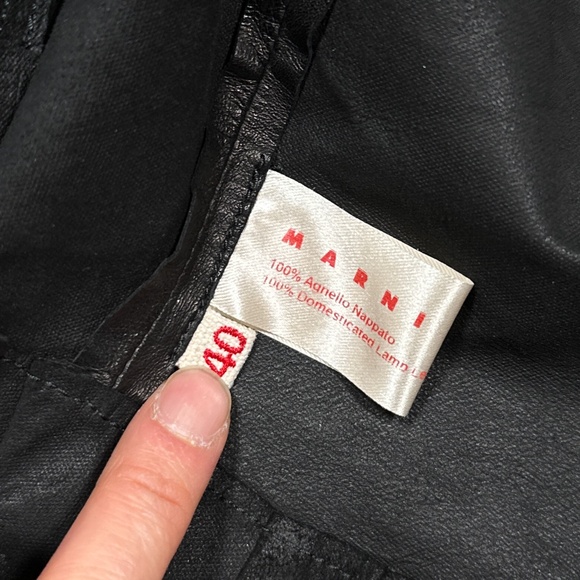 MARNI
100% Agnello Nappato
100% Domesticated Lamb
40